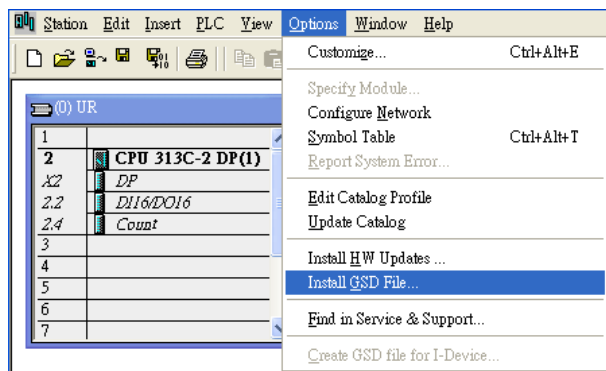 Station Edit Insert PLC View Options Window Help
Customize... Ctrl+Alt+E
Specify Module...
Configure Network
Symbol Table Ctrl+Alt+T
Report System Error...
Edit Catalog Profile
Update Catalog
Install HW Updates ...
Install GSD File...
Find in Service & Support...
Create GSD file for I-Device...
(0) UR
1
2 CPU 313C-2 DP(1)
X2 DP
2.2 DI16/DO16
2.4 Count
3
4
5
6
7